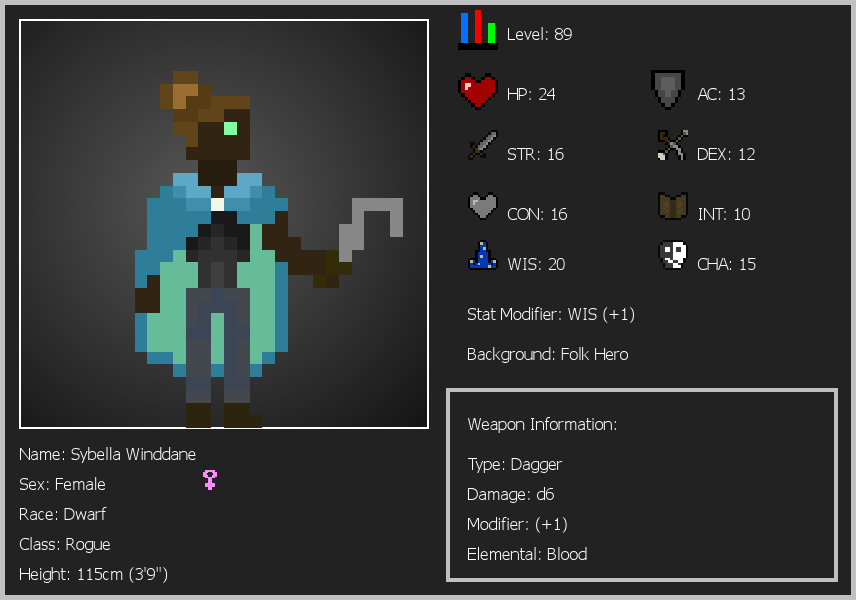 Level: 89
HP: 24
AC: 13
STR: 16
DEX: 12
CON: 16
INT: 10
WIS: 20
CHA: 15
Stat Modifier: WIS (+1)
Background: Folk Hero
Weapon Information:
Type: Dagger
Damage: d6
Modifier: (+1)
Elemental: Blood
Name: Sybella Winddane
Sex: Female
Race: Dwarf
Class: Rogue
Height: 115cm (3'9")